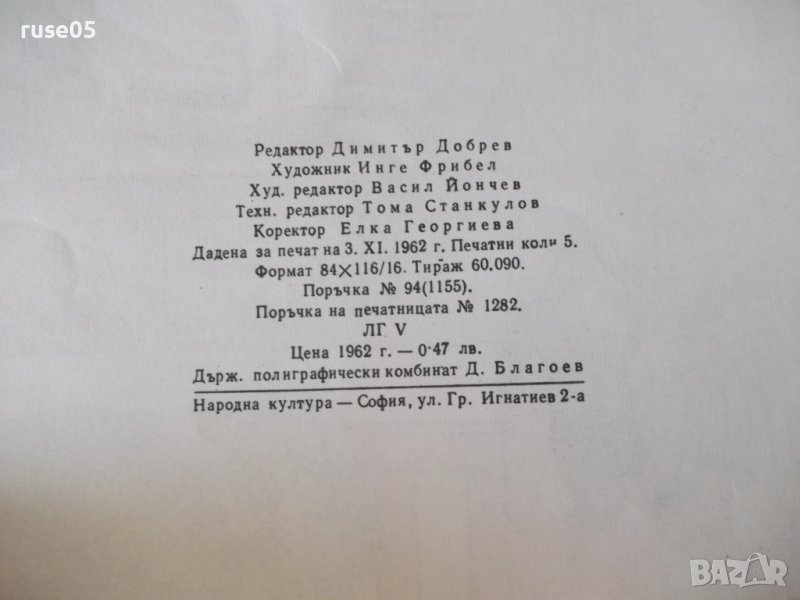 ruse05
Редактор Димитър Добрев
Художник Инге Фрибел
Худ. редактор Васил Йончев
Техн. редактор Тома Станкулов
Коректор Елка Георгиева
Дадена за печат на 3. XI. 1962 г. Печатни коли 5.
Формат 84×116/16. Тираж 60.090.
Поръчка № 94(1155).
Поръчка на печатницата № 1282.
ЛГ V
Цена 1962 г. — 0·47 лв.
Държ. полиграфически комбинат Д. Благоев
Народна култура — София, ул. Гр. Игнатиев 2-а
BAZAR